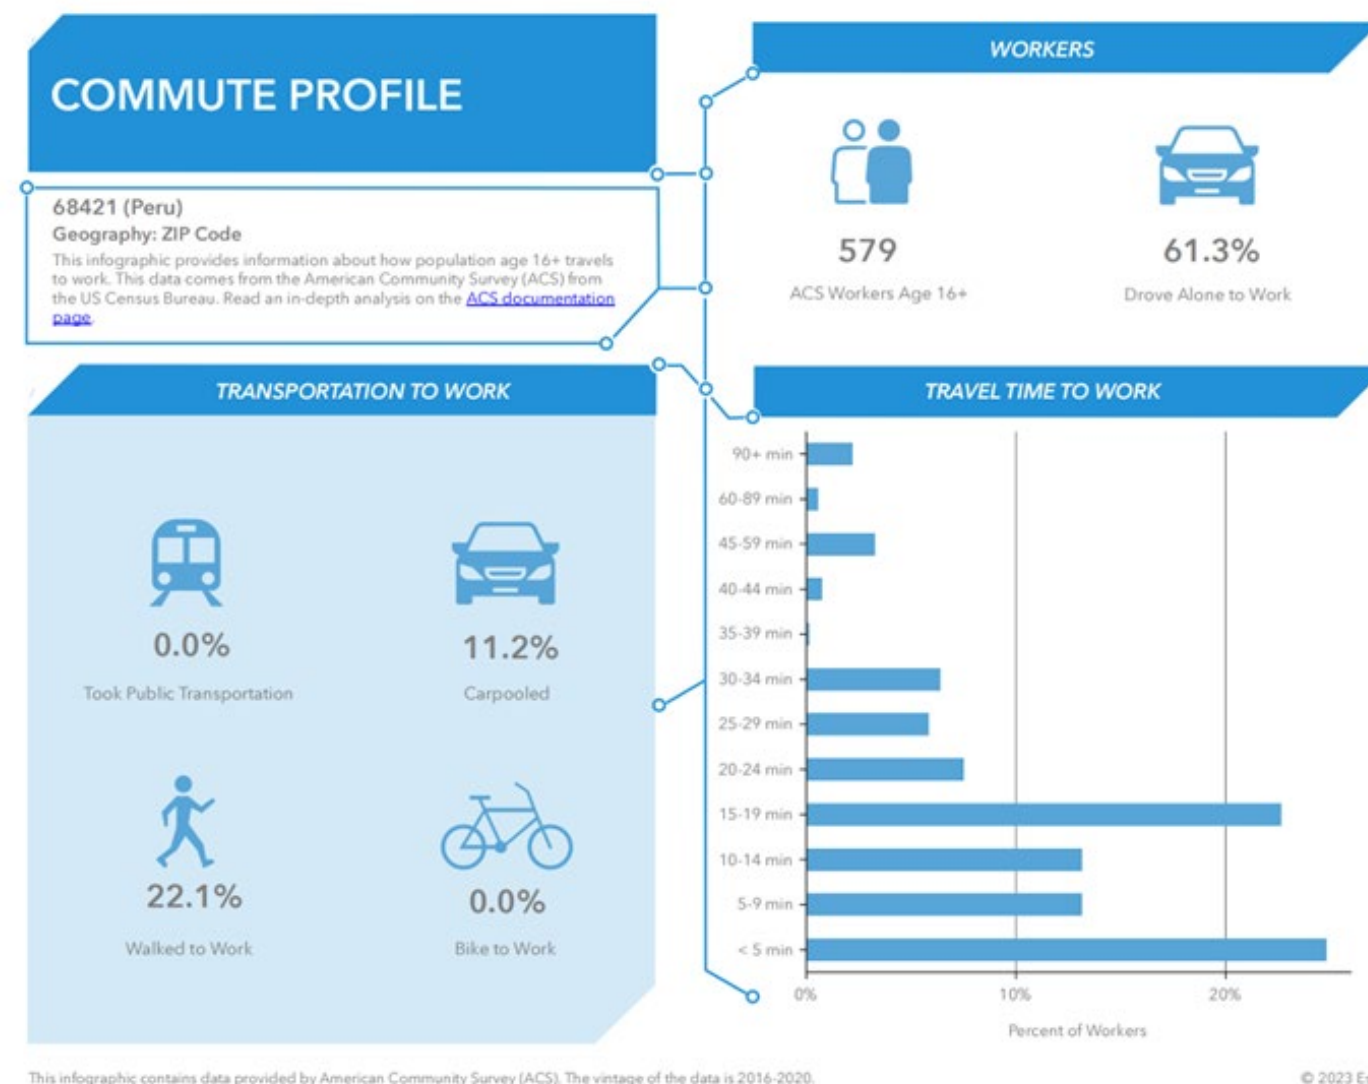 COMMUTE PROFILE
68421 (Peru)
Geography: ZIP Code
This infographic provides information about how population age 16+ travels
to work. This data comes from the American Community Survey (ACS) from
the US Census Bureau. Read an in-depth analysis on the ACS documentation
page.
WORKERS
579
ACS Workers Age 16+
61.3%
Drove Alone to Work
TRANSPORTATION TO WORK
0.0%
Took Public Transportation
11.2%
Carpooled
22.1%
Walked to Work
0.0%
Bike to Work
TRAVEL TIME TO WORK
90+ min
60-89 min
45-59 min
40-44 min
35-39 min
30-34 min
25-29 min
20-24 min
15-19 min
10-14 min
5-9 min
< 5 min
0%
10%
20%
Percent of Workers
This infographic contains data provided by American Community Survey (ACS). The vintage of the data is 2016-2020.
© 2023